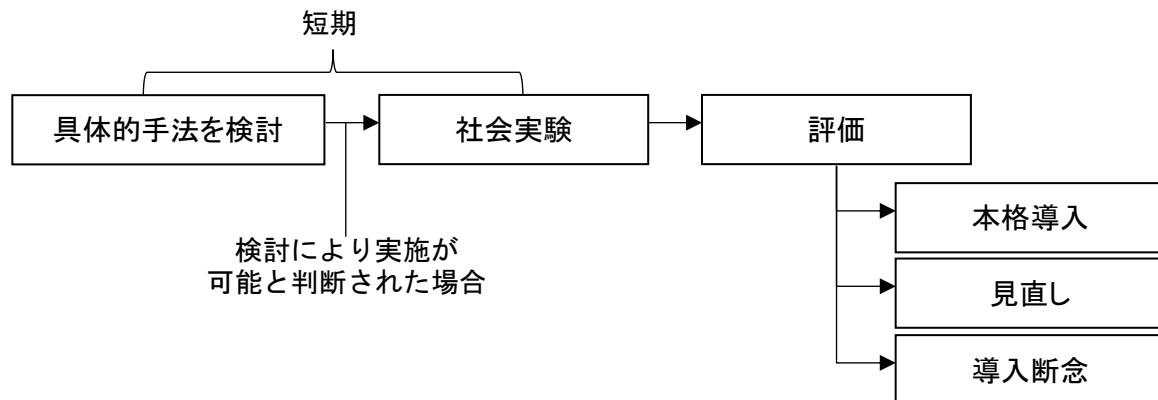 短期
具体的手法を検討
社会実験
評価
検討により実施が
可能と判断された場合
本格導入
見直し
導入断念